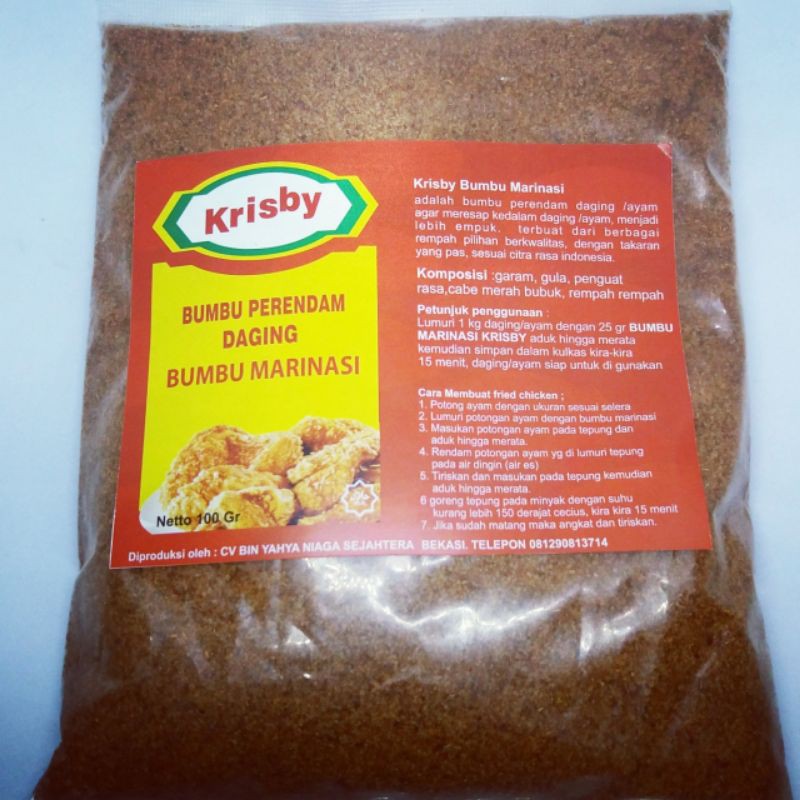 Krisby
BUMBU PERENDAM
DAGING
BUMBU MARINASI
Netto 100 Gr
Krisby Bumbu Marinasi
adalah bumbu perendam daging /ayam
agar meresap kedalam daging /ayam, menjadi
lebih empuk. terbuat dari berbagai
rempah pilihan berkwalitas, dengan takaran
yang pas, sesuai citra rasa indonesia.
Komposisi :garam, gula, penguat
rasa,cabe merah bubuk, rempah rempah
Petunjuk penggunaan :
Lumuri 1 kg daging/ayam dengan 25 gr BUMBU
MARINASI KRISBY aduk hingga merata
kemudian simpan dalam kulkas kira-kira
15 menit, daging/ayam siap untuk di gunakan
Cara Membuat fried chicken ;
1. Potong ayam dengan ukuran sesuai selera
2. Lumuri potongan ayam dengan bumbu marinasi
3. Masukan potongan ayam pada tepung dan
aduk hingga merata.
4. Rendam potongan ayam yg di lumuri tepung
pada air dingin (air es)
5. Tiriskan dan masukan pada tepung kemudian
aduk hingga merata.
6 goreng tepung pada minyak dengan suhu
kurang lebih 150 derajat cecius, kira kira 15 menit
7. Jika sudah matang maka angkat dan tiriskan.
Diproduksi oleh : CV BIN YAHYA NIAGA SEJAHTERA BEKASI. TELEPON 081290813714